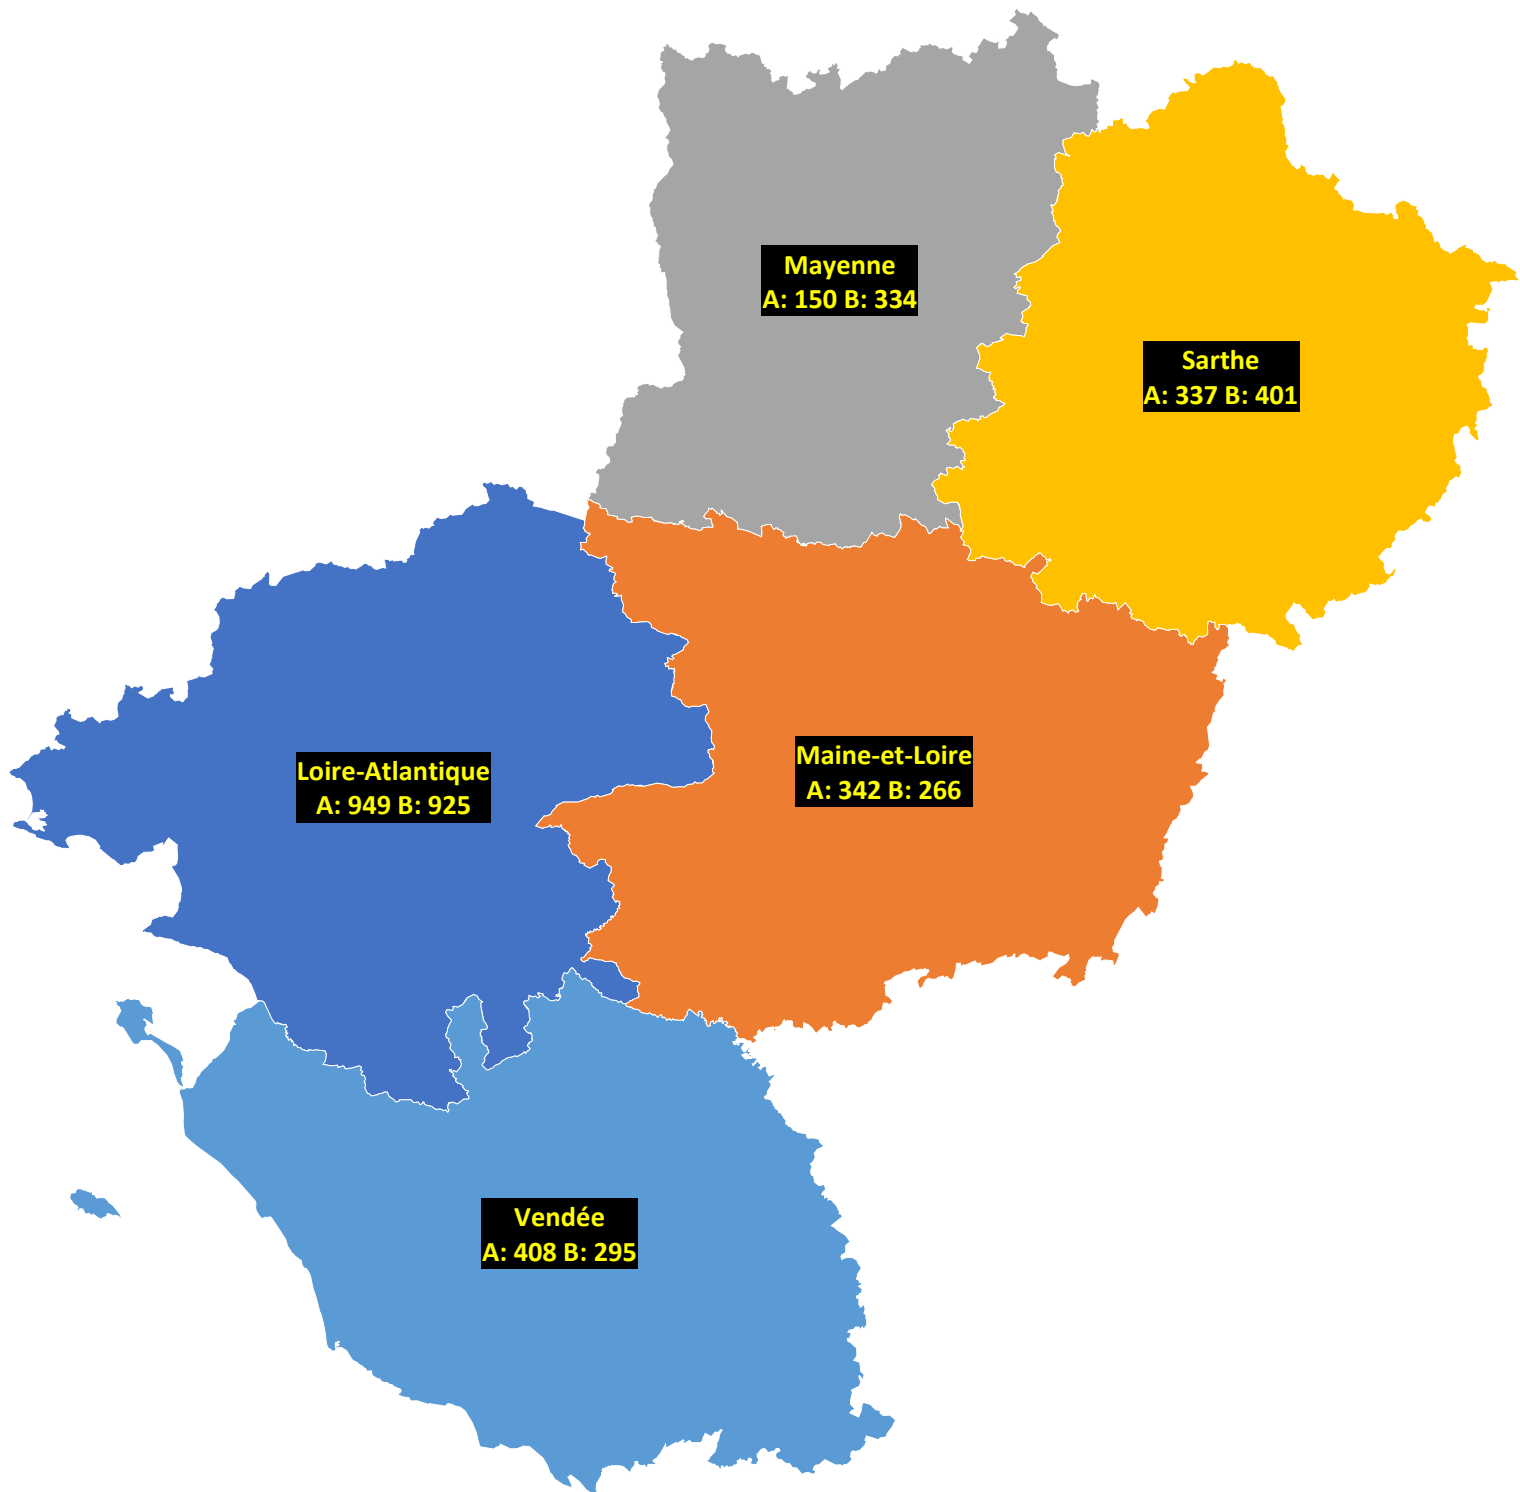 Mayenne
A: 150 B: 334
Sarthe
A: 337 B: 401
Loire-Atlantique
A: 949 B: 925
Maine-et-Loire
A: 342 B: 266
Vendée
A: 408 B: 295